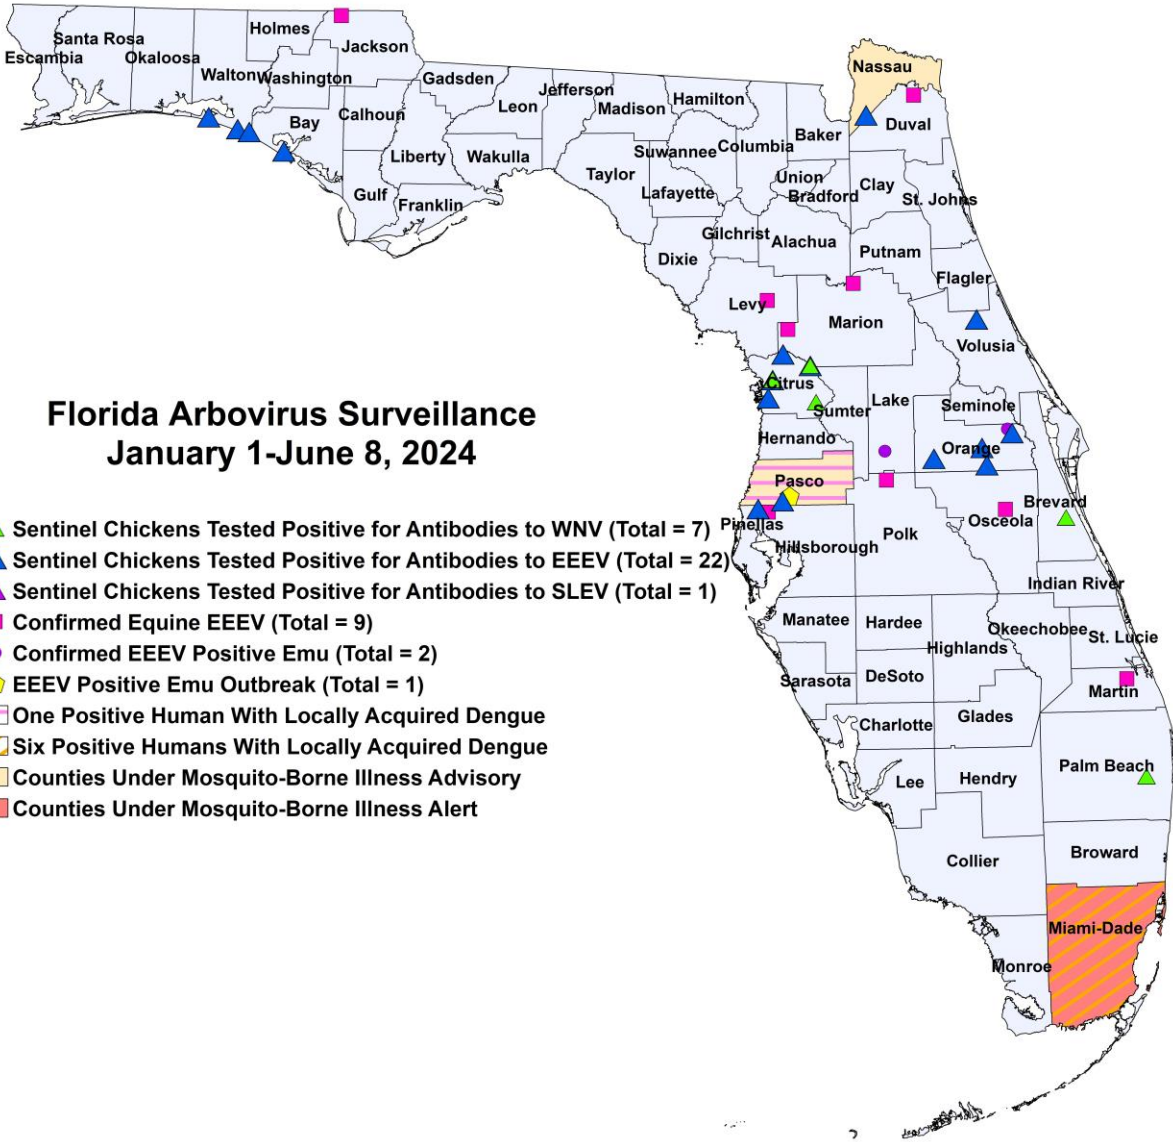 Holmes
Jackson
Santa Rosa
Escambia
Okaloosa
Walton
Washington
Gadsden
Nassau
Jefferson
Leon
Madison
Hamilton
Calhoun
Bay
Duval
Baker
Columbia
Suwannee
Liberty
Wakulla
Taylor
Union
Clay
Bradford
Lafayette
Gulf
Franklin
St. Johns
Gilchrist
Alachua
Putnam
Dixie
Flagler
Levy
Marion
Volusia
Citrus
Lake
Seminole
Sumter
Florida Arbovirus Surveillance
January 1-June 8, 2024
Hernando
Orange
Pasco
Brevard
Osceola
Pinellas
Polk
Hillsborough
Sentinel Chickens Tested Positive for Antibodies to WNV (Total = 7)
Sentinel Chickens Tested Positive for Antibodies to EEEV (Total = 22)
Sentinel Chickens Tested Positive for Antibodies to SLEV (Total = 1)
Confirmed Equine EEEV (Total = 9)
Confirmed EEEV Positive Emu (Total = 2)
EEEV Positive Emu Outbreak (Total = 1)
One Positive Human With Locally Acquired Dengue
Six Positive Humans With Locally Acquired Dengue
Counties Under Mosquito-Borne Illness Advisory
Counties Under Mosquito-Borne Illness Alert
Indian River
Manatee
Hardee
Okeechobee
St. Lucie
Highlands
Sarasota
DeSoto
Martin
Charlotte
Glades
Palm Beach
Lee
Hendry
Broward
Collier
Miami-Dade
Monroe